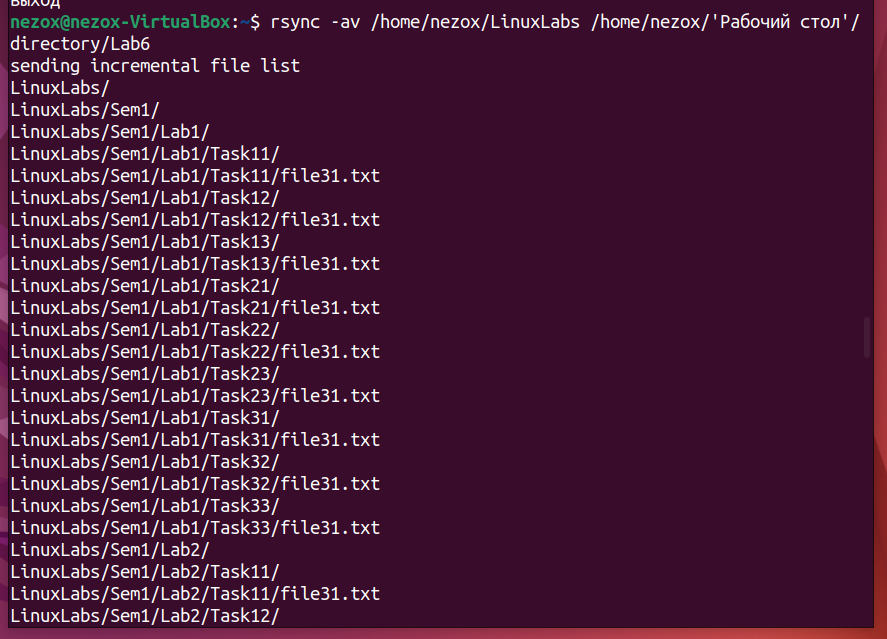 выход
nezox@nezox-VirtualBox:~$ rsync -av /home/nezox/LinuxLabs /home/nezox/'Рабочий стол'/
directory/Lab6
sending incremental file list
LinuxLabs/
LinuxLabs/Sem1/
LinuxLabs/Sem1/Lab1/
LinuxLabs/Sem1/Lab1/Task11/
LinuxLabs/Sem1/Lab1/Task11/file31.txt
LinuxLabs/Sem1/Lab1/Task12/
LinuxLabs/Sem1/Lab1/Task12/file31.txt
LinuxLabs/Sem1/Lab1/Task13/
LinuxLabs/Sem1/Lab1/Task13/file31.txt
LinuxLabs/Sem1/Lab1/Task21/
LinuxLabs/Sem1/Lab1/Task21/file31.txt
LinuxLabs/Sem1/Lab1/Task22/
LinuxLabs/Sem1/Lab1/Task22/file31.txt
LinuxLabs/Sem1/Lab1/Task23/
LinuxLabs/Sem1/Lab1/Task23/file31.txt
LinuxLabs/Sem1/Lab1/Task31/
LinuxLabs/Sem1/Lab1/Task31/file31.txt
LinuxLabs/Sem1/Lab1/Task32/
LinuxLabs/Sem1/Lab1/Task32/file31.txt
LinuxLabs/Sem1/Lab1/Task33/
LinuxLabs/Sem1/Lab1/Task33/file31.txt
LinuxLabs/Sem1/Lab2/
LinuxLabs/Sem1/Lab2/Task11/
LinuxLabs/Sem1/Lab2/Task11/file31.txt
LinuxLabs/Sem1/Lab2/Task12/